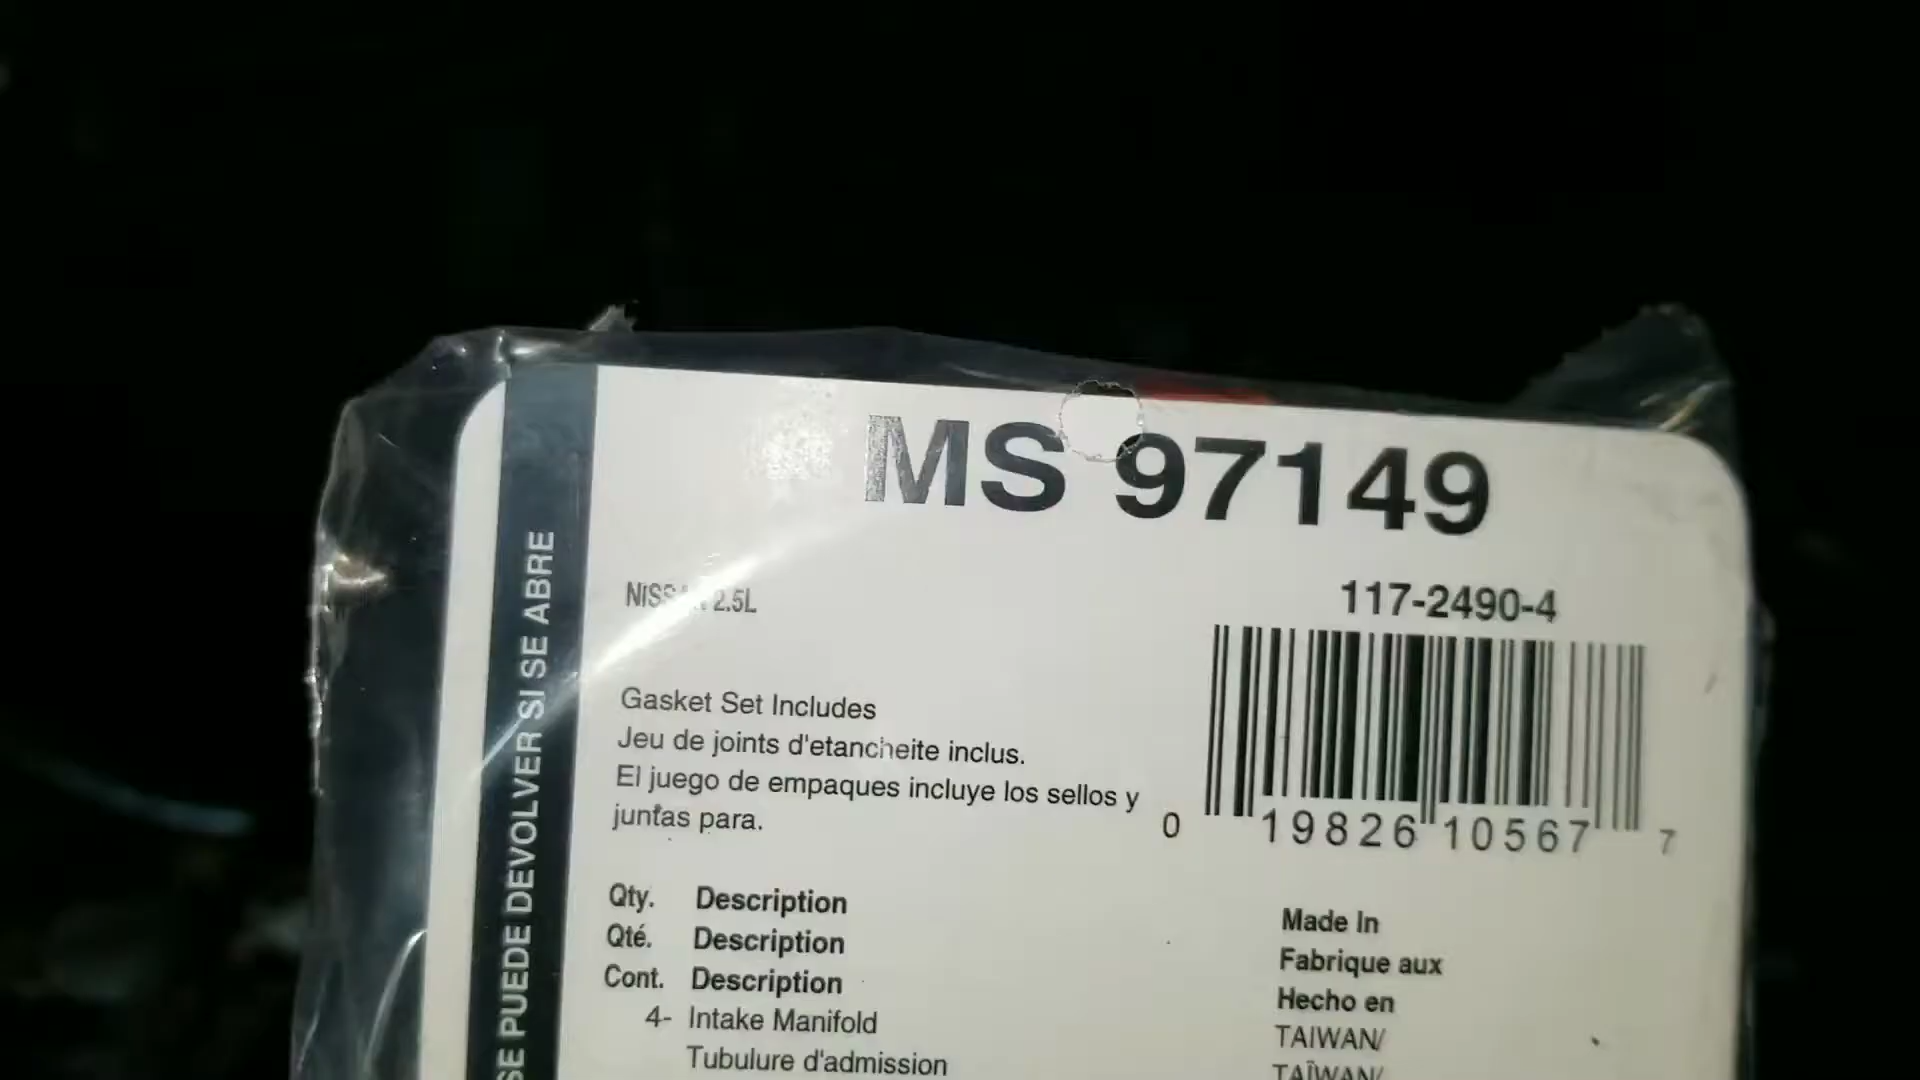 MS 97149
NISSAN 2.5L
117-2490-4
Gasket Set Includes
Jeu de joints d'etancheite inclus.
El juego de empaques incluye los sellos y
juntas para.
0 19826 10567 7
Qty. Description
Qté. Description
Cont. Description
4- Intake Manifold
Tubulure d'admission
Made In
Fabrique aux
Hecho en
TAIWAN/
TAÏWAN/
SE PUEDE DEVOLVER SI SE ABRE